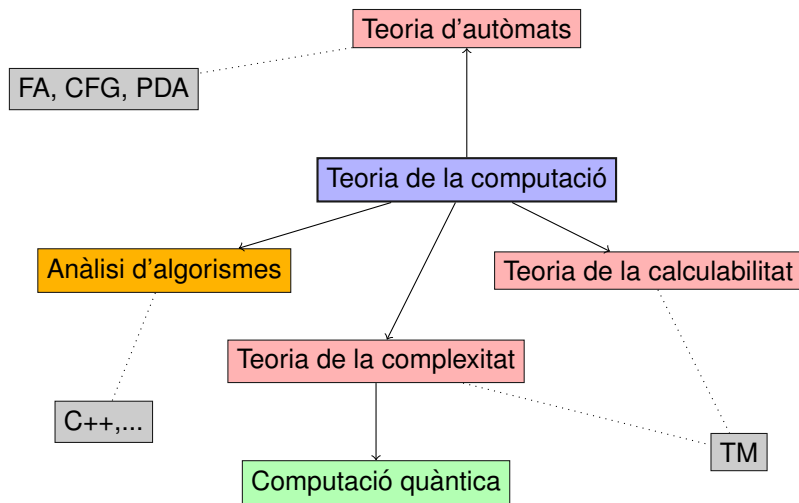 Teoria d'autòmats
FA, CFG, PDA
Teoria de la computació
Anàlisi d'algorismes
Teoria de la calculabilitat
Teoria de la complexitat
C++,...
TM
Computació quàntica